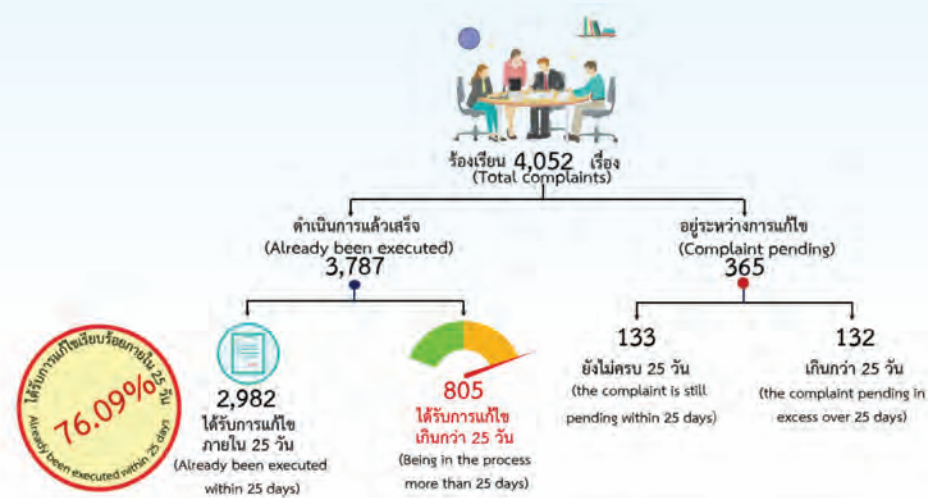 ร้องเรียน 4,052 เรื่อง
(Total complaints)
ดำเนินการแล้วเสร็จ
(Already been executed)
3,787
อยู่ระหว่างการแก้ไข
(Complaint pending)
365
ได้รับการแก้ไขเรียบร้อยภายใน 25 วัน
76.09%
Already been executed within 25 days
2,982
ได้รับการแก้ไข
ภายใน 25 วัน
(Already been executed
within 25 days)
805
ได้รับการแก้ไข
เกินกว่า 25 วัน
(Being in the process
more than 25 days)
133
ยังไม่ครบ 25 วัน
(the complaint is still
pending within 25 days)
132
เกินกว่า 25 วัน
(the complaint pending in
excess over 25 days)